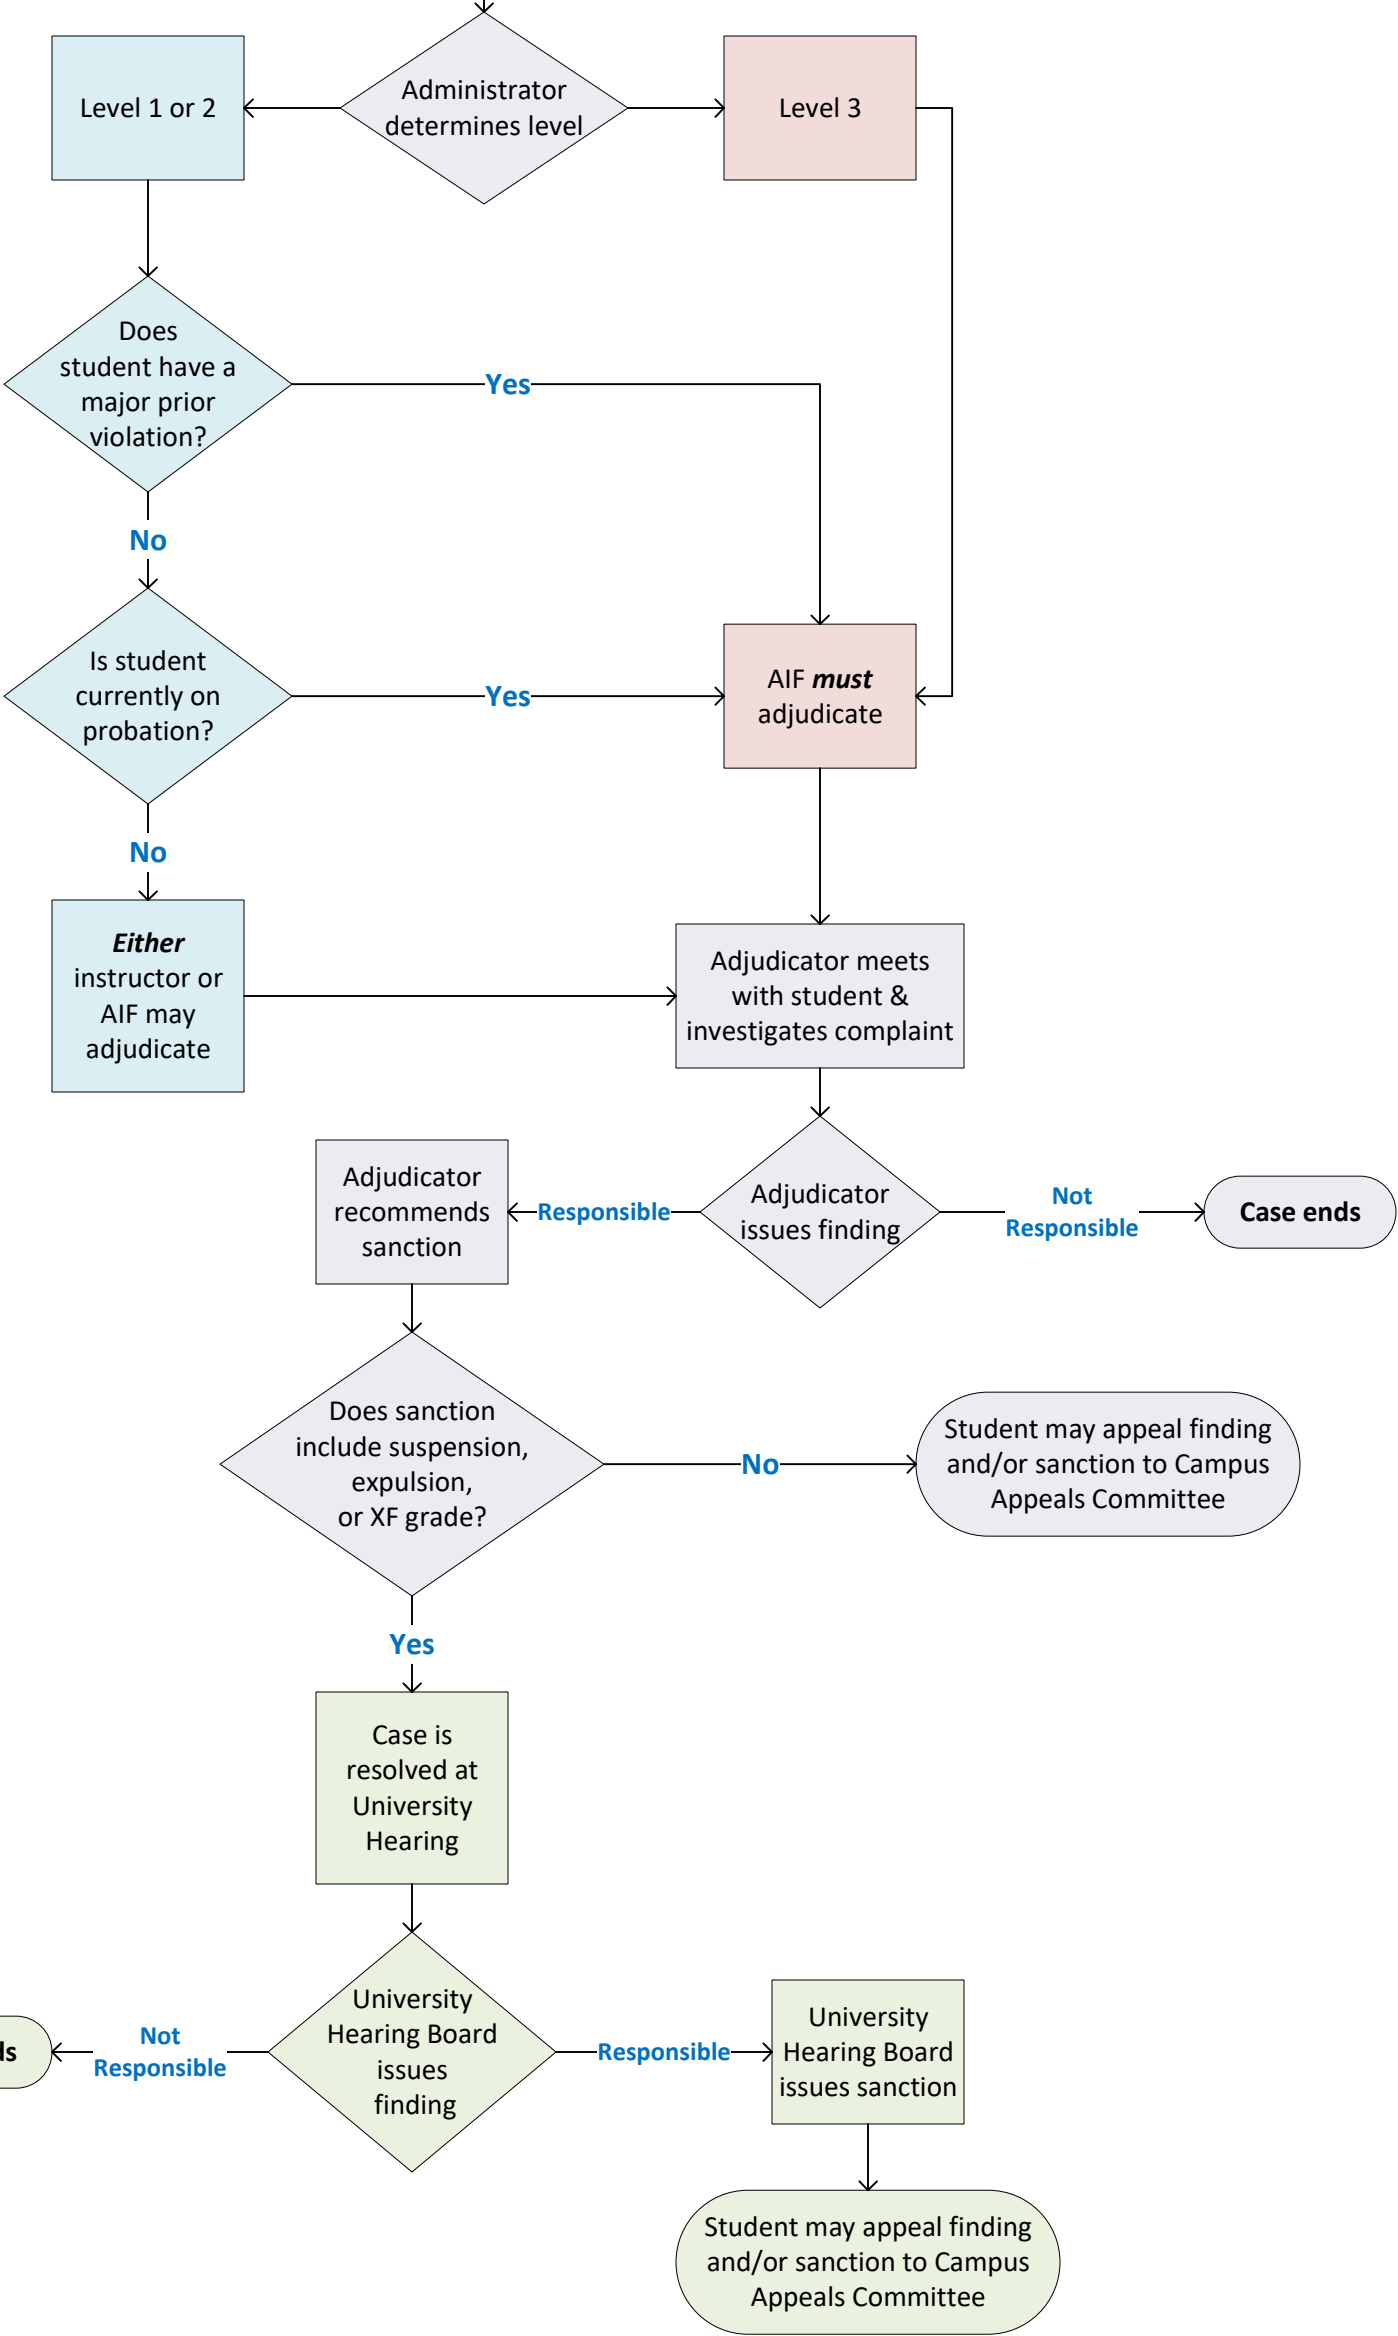 Level 1 or 2
Administrator
determines level
Level 3
Does
student have a
major prior
violation?
Yes
No
Is student
currently on
probation?
Yes
AIF must
adjudicate
No
Either
instructor or
AIF may
adjudicate
Adjudicator meets
with student &
investigates complaint
Adjudicator
recommends
sanction
Responsible
Adjudicator
issues finding
Not
Responsible
Case ends
Does sanction
include suspension,
expulsion,
or XF grade?
No
Student may appeal finding
and/or sanction to Campus
Appeals Committee
Yes
Case is
resolved at
University
Hearing
Not
Responsible
University
Hearing Board
issues
finding
Responsible
University
Hearing Board
issues sanction
Student may appeal finding
and/or sanction to Campus
Appeals Committee